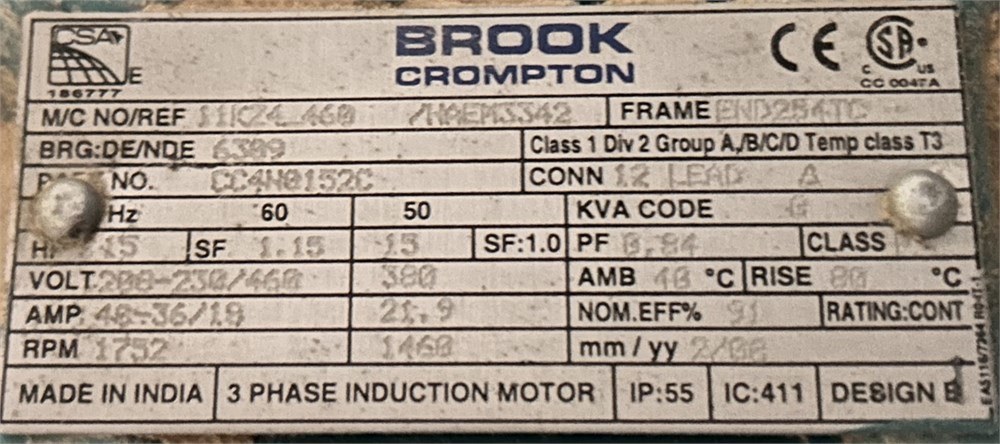 CSA E BROOK CE SA
186777 CROMPTON C US
CC 0047A
M/C NO/REF 11KZ4_460 /HAEM3342 FRAME END254TC
BRG:DE/NDE 6309 Class 1 Div 2 Group A,/B/C/D Temp class T3
NO. CC4N0152C CONN 12 LEAD A
Hz 60 50 KVA CODE G
15 SF 1.15 15 SF:1.0 PF 0.84 CLASS
VOLT 208-230/460 380 AMB 40 °C RISE 80 °C
AMP 40-36/18 21.9 NOM.EFF% 91 RATING:CONT
RPM 1752 1460 mm / yy 2/08
MADE IN INDIA 3 PHASE INDUCTION MOTOR IP:55 IC:411 DESIGN B